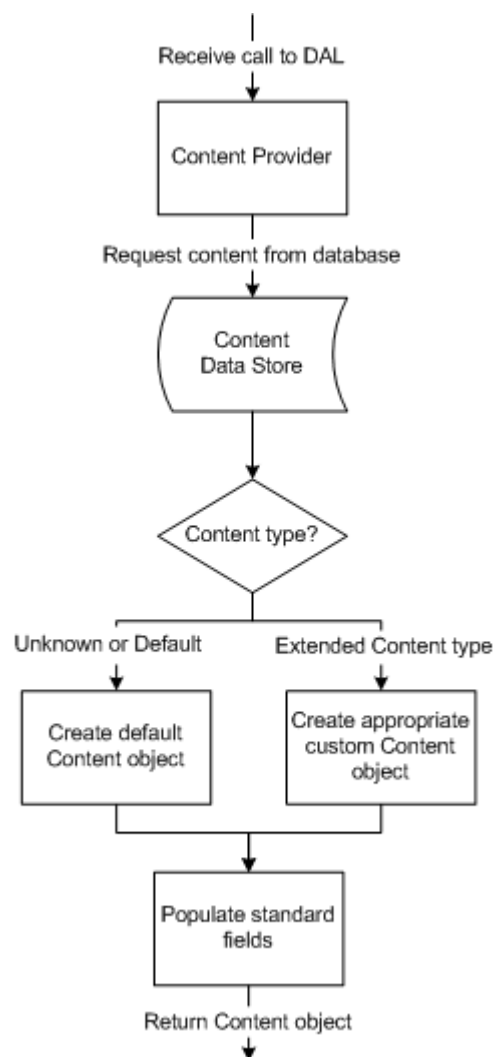 Receive call to DAL
Content Provider
Request content from database
Content
Data Store
Content type?
Unknown or Default
Extended Content type
Create default
Content object
Create appropriate
custom Content
object
Populate standard
fields
Return Content object